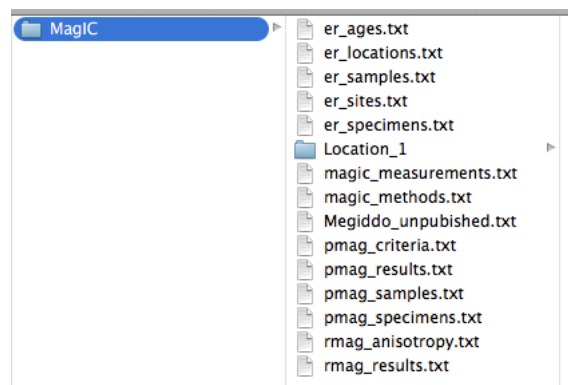 MagIC
er_ages.txt
er_locations.txt
er_samples.txt
er_sites.txt
er_specimens.txt
Location_1
magic_measurements.txt
magic_methods.txt
Megiddo_unpubished.txt
pmag_criteria.txt
pmag_results.txt
pmag_samples.txt
pmag_specimens.txt
rmag_anisotropy.txt
rmag_results.txt